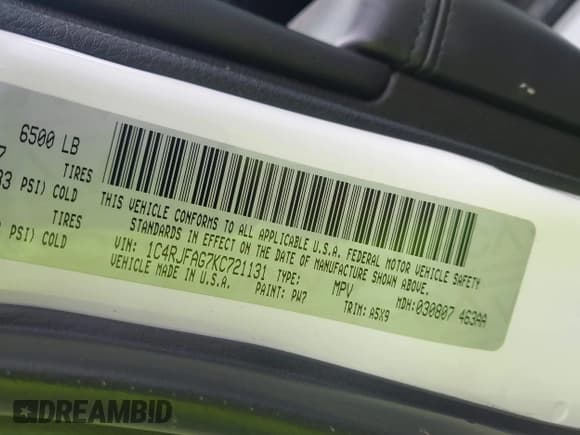 6500 LB
TIRES
PSI) COLD
TIRES
PSI) COLD
THIS VEHICLE CONFORMS TO ALL APPLICABLE U.S.A. FEDERAL MOTOR VEHICLE SAFETY
STANDARDS IN EFFECT ON THE DATE OF MANUFACTURE SHOWN ABOVE.
VIN: 1C4RJFAG7KC721131 TYPE: MPV MDH:030807 463AA
VEHICLE MADE IN U.S.A. PAINT: PW7 TRIM: A5X9
DREAMBID